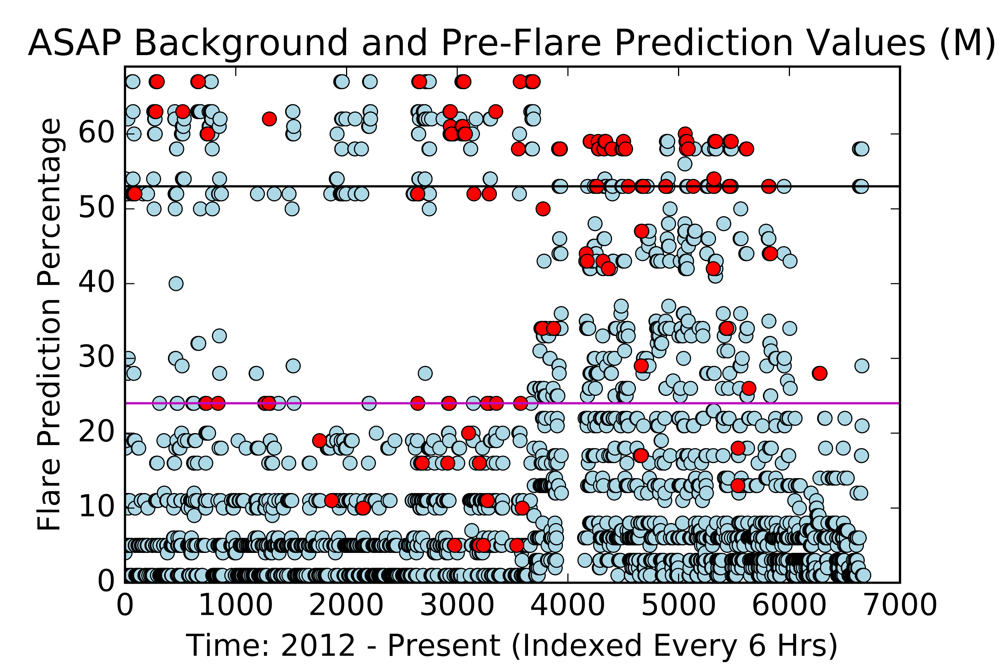 ASAP Background and Pre-Flare Prediction Values (M)
Flare Prediction Percentage
60
50
40
30
20
10
0
0 1000 2000 3000 4000 5000 6000 7000
Time: 2012 - Present (Indexed Every 6 Hrs)